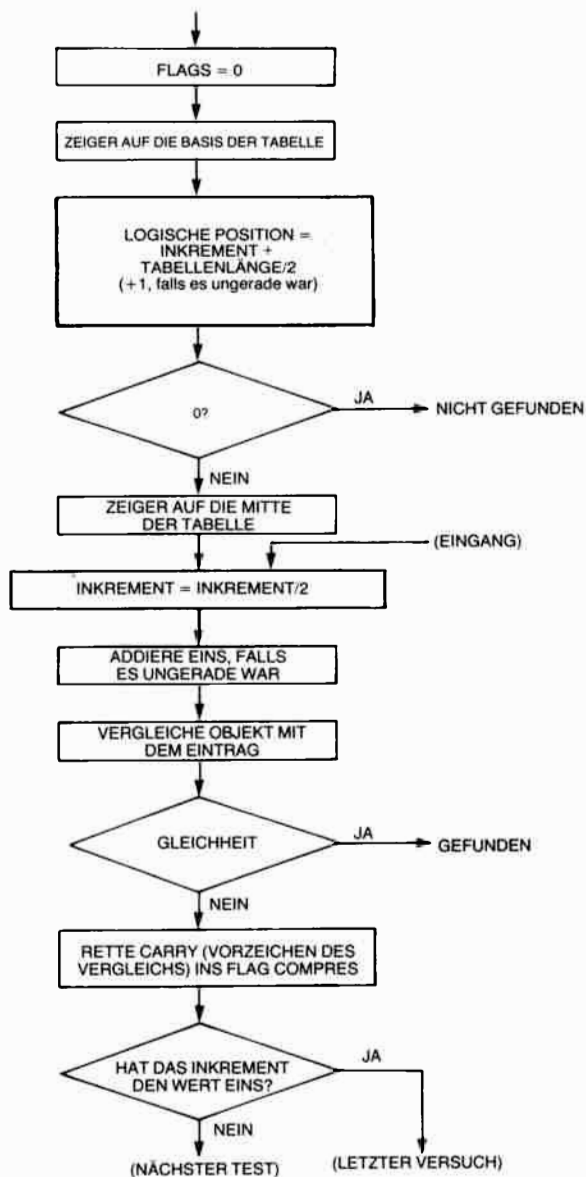 FLAGS = 0
ZEIGER AUF DIE BASIS DER TABELLE
LOGISCHE POSITION =
INKREMENT +
TABELLENLÄNGE/2
(+1, falls es ungerade war)
0?
JA
NICHT GEFUNDEN
NEIN
ZEIGER AUF DIE MITTE
DER TABELLE
(EINGANG)
INKREMENT = INKREMENT/2
ADDIERE EINS, FALLS
ES UNGERADE WAR
VERGLEICHE OBJEKT MIT
DEM EINTRAG
GLEICHHEIT
JA
GEFUNDEN
NEIN
RETTE CARRY (VORZEICHEN DES
VERGLEICHS) INS FLAG COMPRES
HAT DAS INKREMENT
DEN WERT EINS?
JA
NEIN
(NÄCHSTER TEST)
(LETZTER VERSUCH)